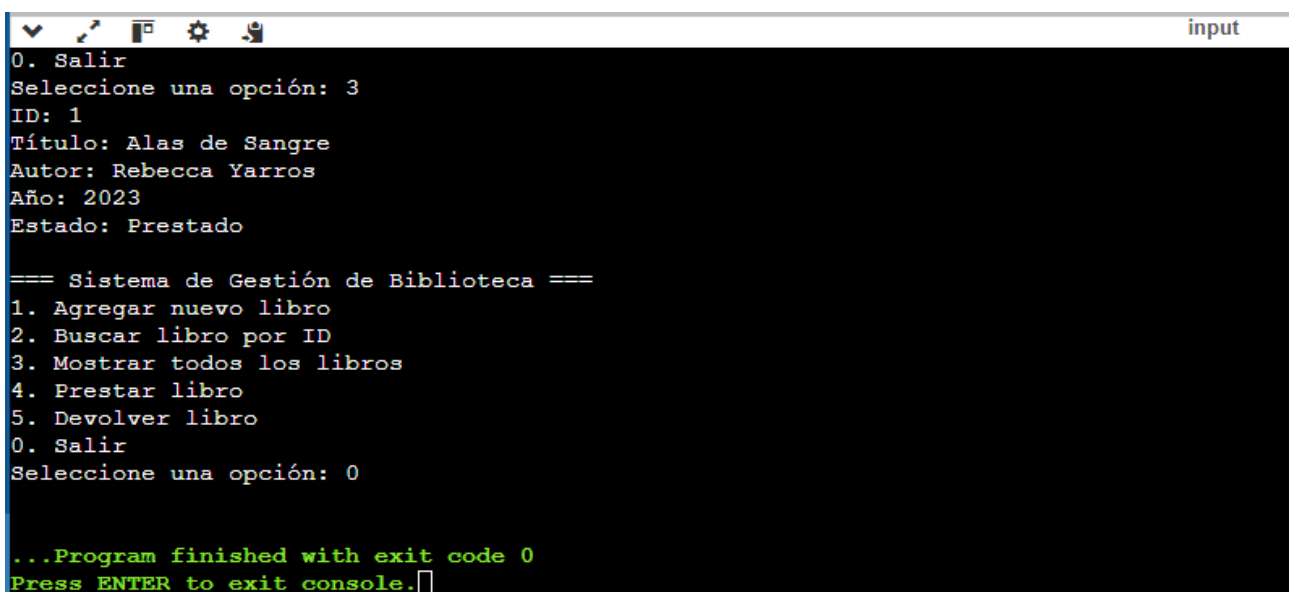 input
0. Salir
Seleccione una opción: 3
ID: 1
Título: Alas de Sangre
Autor: Rebecca Yarros
Año: 2023
Estado: Prestado
=== Sistema de Gestión de Biblioteca ===
1. Agregar nuevo libro
2. Buscar libro por ID
3. Mostrar todos los libros
4. Prestar libro
5. Devolver libro
0. Salir
Seleccione una opción: 0
...Program finished with exit code 0
Press ENTER to exit console.